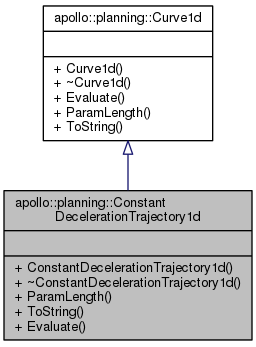 apollo::planning::Curve1d
+ Curve1d()
+ ~Curve1d()
+ Evaluate()
+ ParamLength()
+ ToString()
apollo::planning::Constant
DecelerationTrajectory1d
+ ConstantDecelerationTrajectory1d()
+ ~ConstantDecelerationTrajectory1d()
+ ParamLength()
+ ToString()
+ Evaluate()